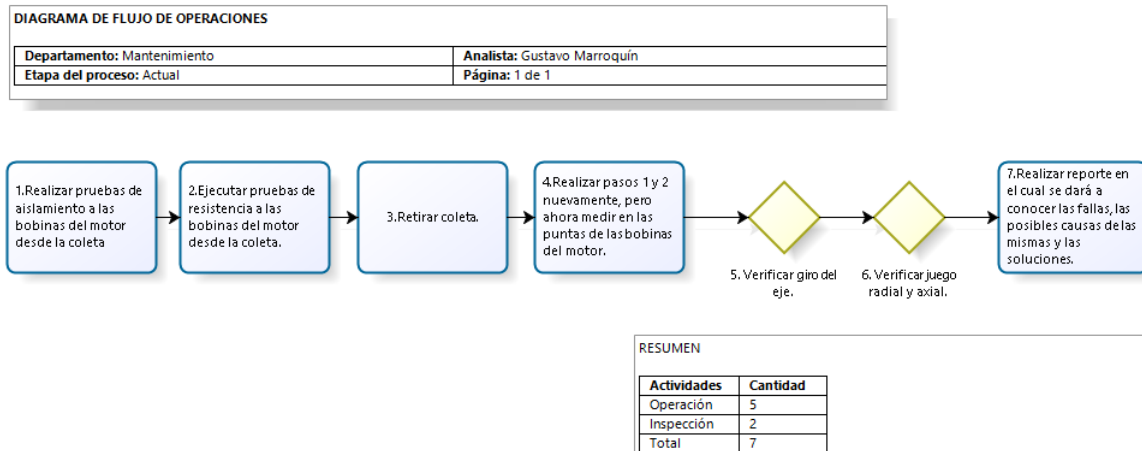 DIAGRAMA DE FLUJO DE OPERACIONES
Departamento: Mantenimiento
Analista: Gustavo Marroquín
Etapa del proceso: Actual
Página: 1 de 1
1.Realizar pruebas de
aislamiento a las
bobinas del motor
desde la coleta
2.Ejecutar pruebas de
resistencia a las
bobinas del motor
desde la coleta.
3.Retirar coleta.
4.Realizar pasos 1 y 2
nuevamente, pero
ahora medir en las
puntas de las bobinas
del motor.
5. Verificar giro del
eje.
6. Verificar juego
radial y axial.
7.Realizar reporte en
el cual se dará a
conocer las fallas, las
posibles causas de las
mismas y las
soluciones.
RESUMEN
Actividades Cantidad
Operación 5
Inspección 2
Total 7